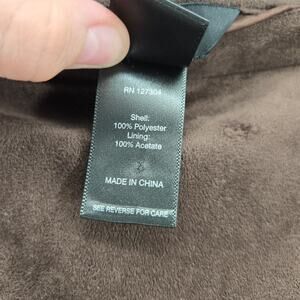 RN 127304
Shell:
100% Polyester
Lining:
100% Acetate
MADE IN CHINA
SEE REVERSE FOR CARE